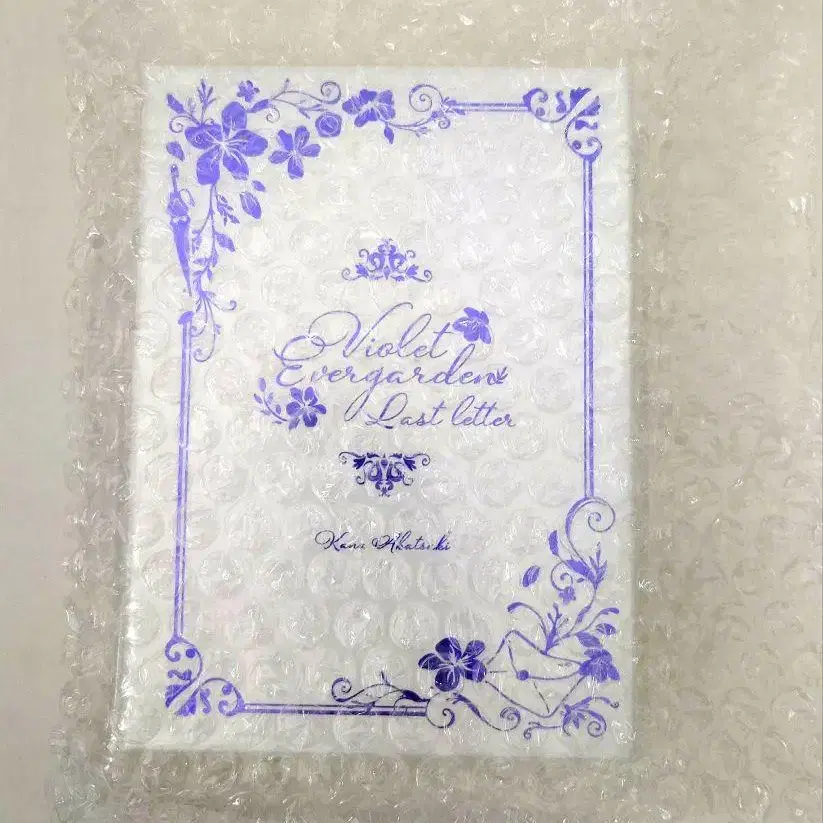 Violet
Evergarden
Last letter
Kana Akatsuki